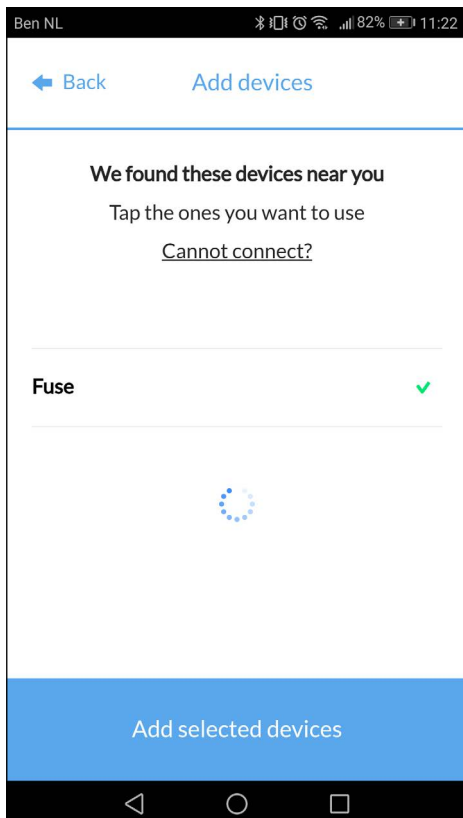 Ben NL 82% 11:22
Back Add devices
We found these devices near you
Tap the ones you want to use
Cannot connect?
Fuse
Add selected devices